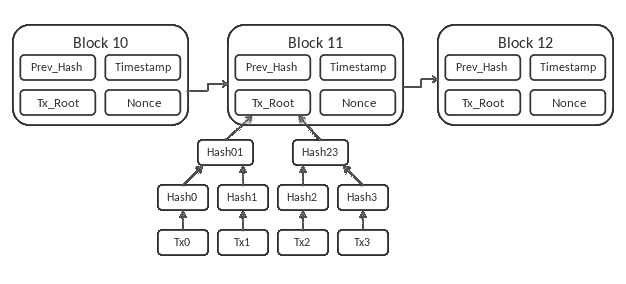 Block 10
Block 11
Block 12
Prev_Hash Timestamp
Prev_Hash Timestamp
Prev_Hash Timestamp
Tx_Root Nonce
Tx_Root Nonce
Tx_Root Nonce
Hash01 Hash23
Hash0 Hash1 Hash2 Hash3
Tx0 Tx1 Tx2 Tx3